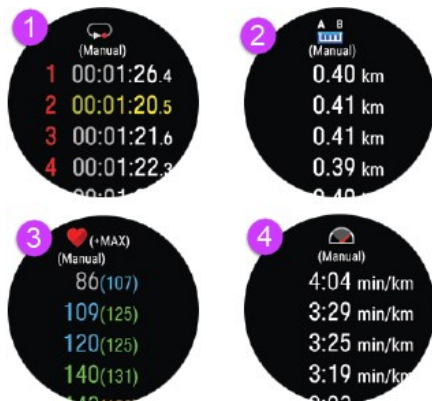 1
(Manual)
1 00:01:26.4
2 00:01:20.5
3 00:01:21.6
4 00:01:22.3
2
A B
(Manual)
0.40 km
0.41 km
0.41 km
0.39 km
3
(+MAX)
(Manual)
86(107)
109(125)
120(125)
140(131)
4
(Manual)
4:04 min/km
3:29 min/km
3:25 min/km
3:19 min/km